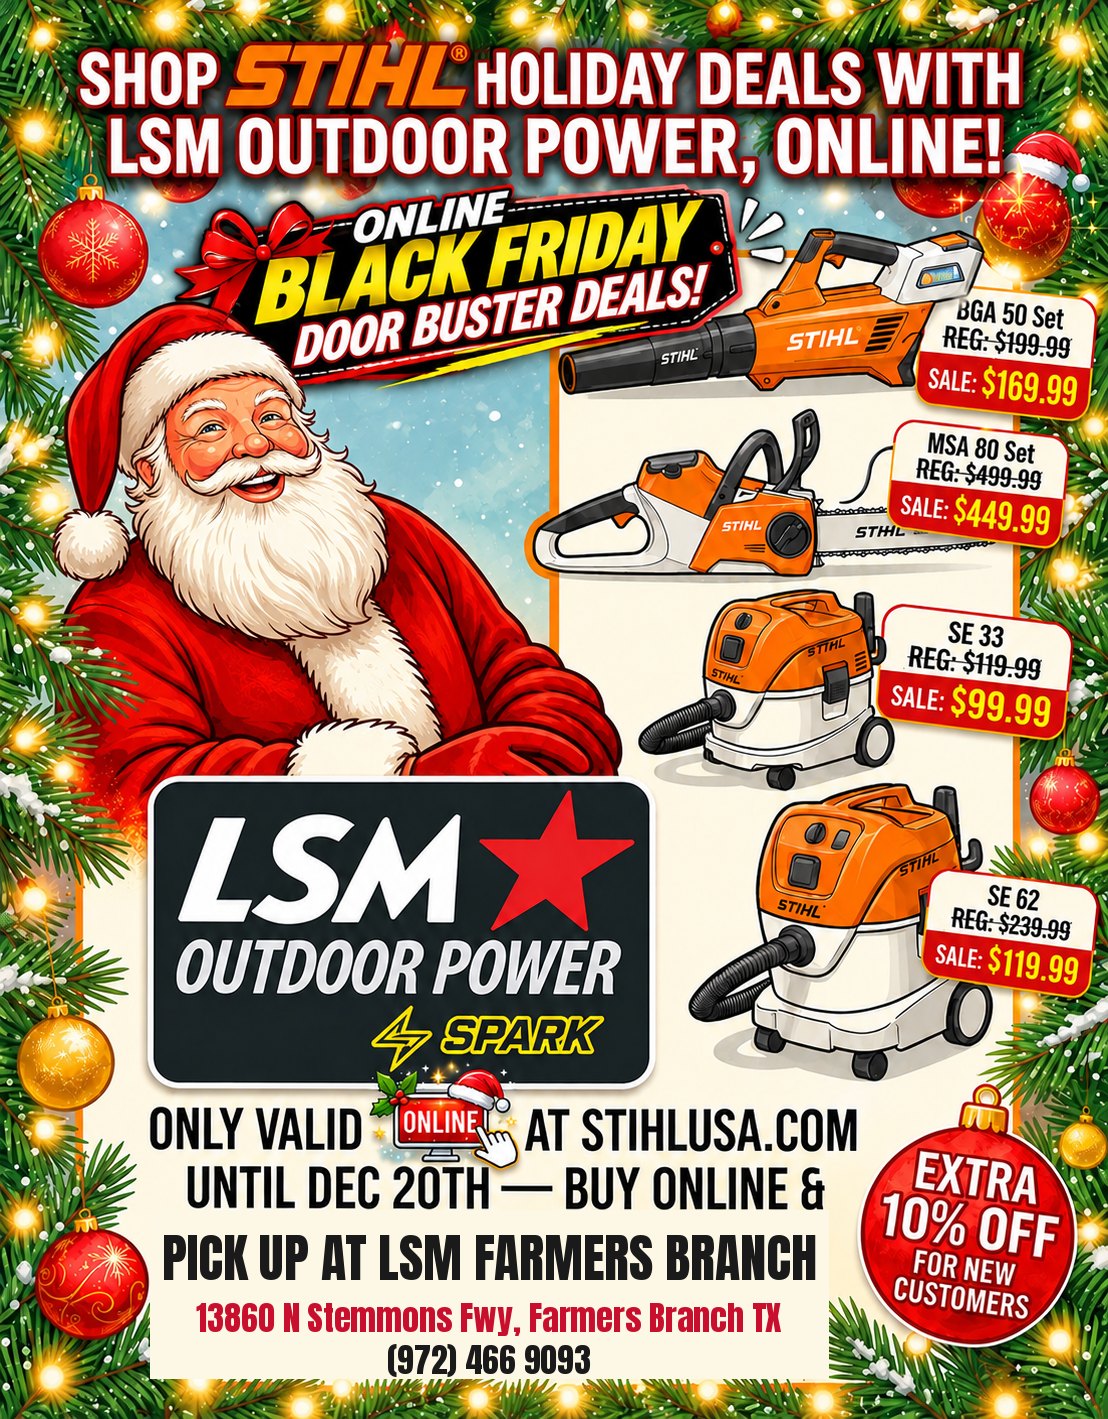 SHOP STIHL® HOLIDAY DEALS WITH
LSM OUTDOOR POWER, ONLINE!
ONLINE
BLACK FRIDAY
DOOR BUSTER DEALS!
STIHL
STIHL
BGA 50 Set
REG: $199.99
SALE: $169.99
STIHL
STIHL
MSA 80 Set
REG: $499.99
SALE: $449.99
STIHL
STIHL
SE 33
REG: $119.99
SALE: $99.99
STIHL
STIHL
SE 62
REG: $239.99
SALE: $119.99
LSM
OUTDOOR POWER
SPARK
ONLY VALID ONLINE AT STIHLUSA.COM
UNTIL DEC 20TH — BUY ONLINE &
PICK UP AT LSM FARMERS BRANCH
13860 N Stemmons Fwy, Farmers Branch TX
(972) 466 9093
EXTRA
10% OFF
FOR NEW
CUSTOMERS